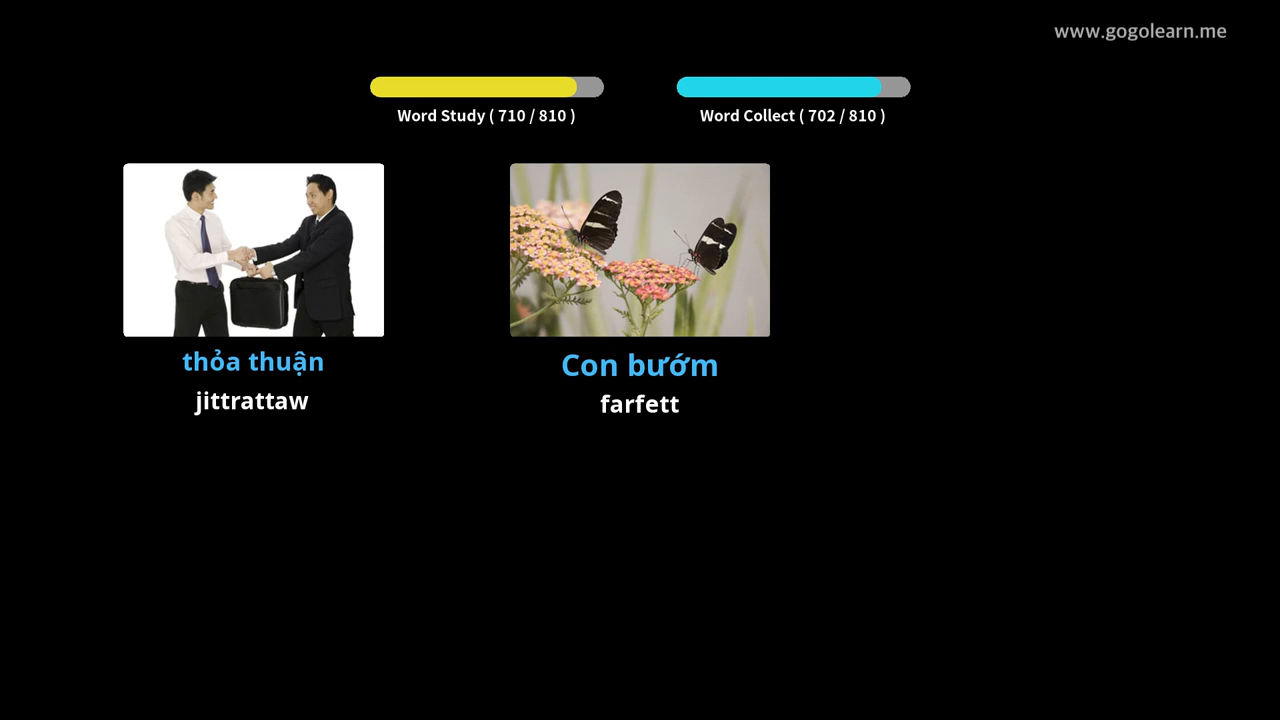 www.gogolearn.me
Word Study ( 710 / 810 )
Word Collect ( 702 / 810 )
thỏa thuận
jittrattaw
Con bướm
farfett